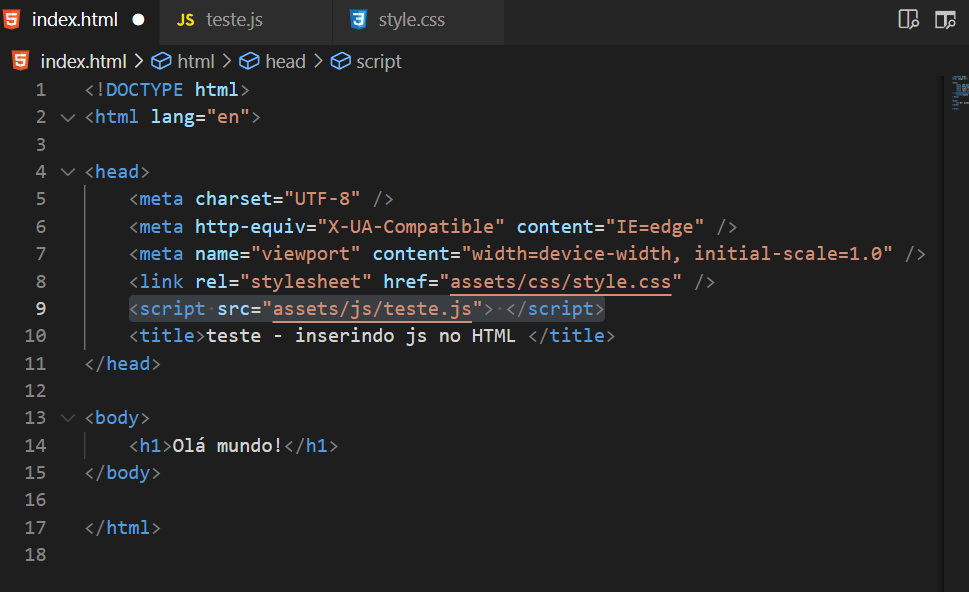 index.html JS teste.js style.css
index.html > html > head > script
1 <!DOCTYPE html>
2 <html lang="en">
3
4 <head>
5 <meta charset="UTF-8" />
6 <meta http-equiv="X-UA-Compatible" content="IE=edge" />
7 <meta name="viewport" content="width=device-width, initial-scale=1.0" />
8 <link rel="stylesheet" href="assets/css/style.css" />
9 <script src="assets/js/teste.js"> </script>
10 <title>teste - inserindo js no HTML </title>
11 </head>
12
13 <body>
14 <h1>Olá mundo!</h1>
15 </body>
16
17 </html>
18